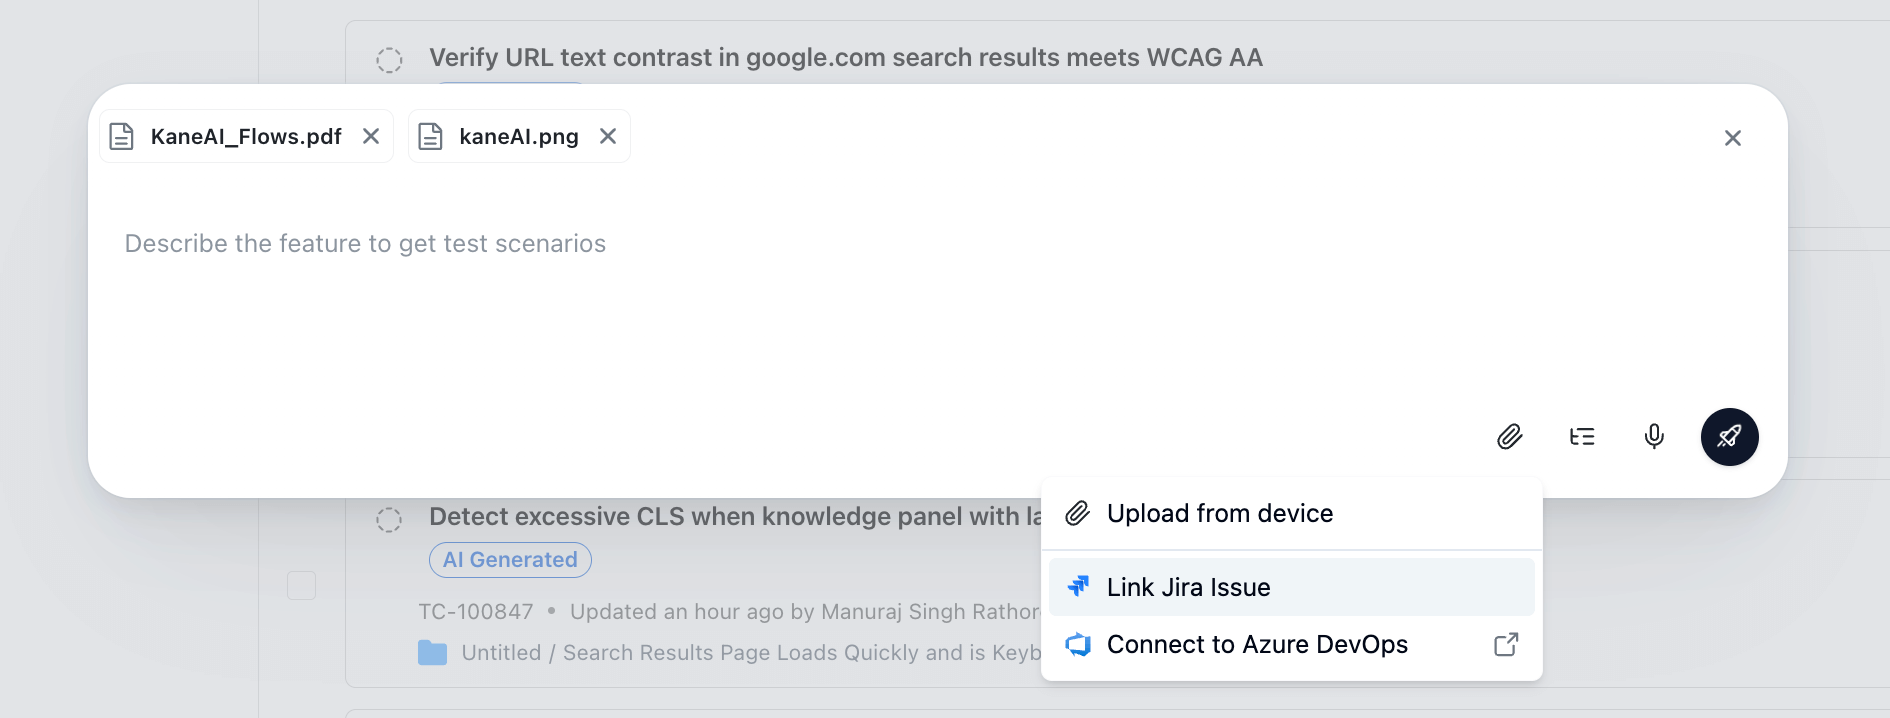 Verify URL text contrast in google.com search results meets WCAG AA
KaneAI_Flows.pdf
kaneAI.png
Describe the feature to get test scenarios
Upload from device
Link Jira Issue
Connect to Azure DevOps
Detect excessive CLS when knowledge panel with
AI Generated
TC-100847 • Updated an hour ago by Manuraj Singh
Untitled / Search Results Page Loads Quickly and is